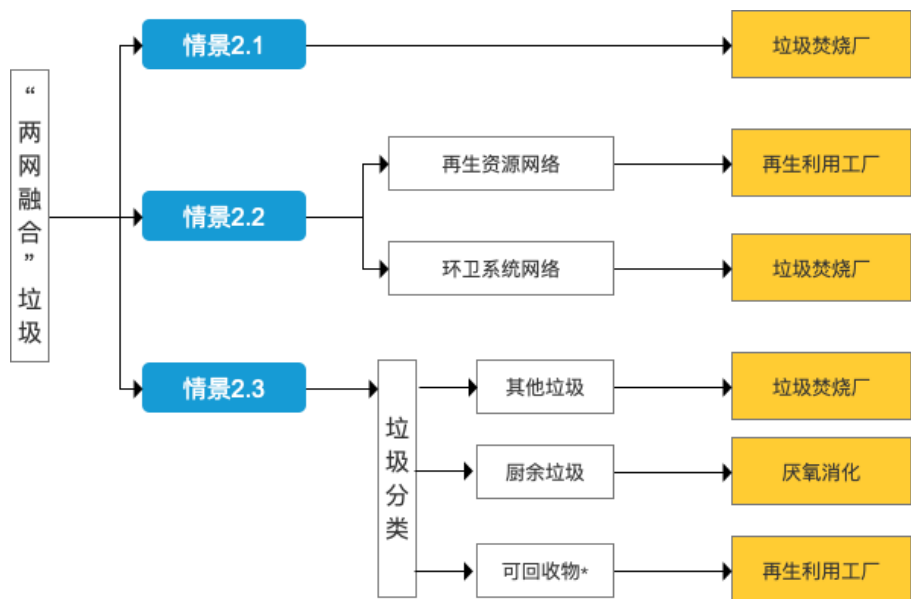 “两网融合”垃圾
情景2.1
垃圾焚烧厂
情景2.2
再生资源网络
再生利用工厂
环卫系统网络
垃圾焚烧厂
情景2.3
垃圾分类
其他垃圾
垃圾焚烧厂
厨余垃圾
厌氧消化
可回收物*
再生利用工厂